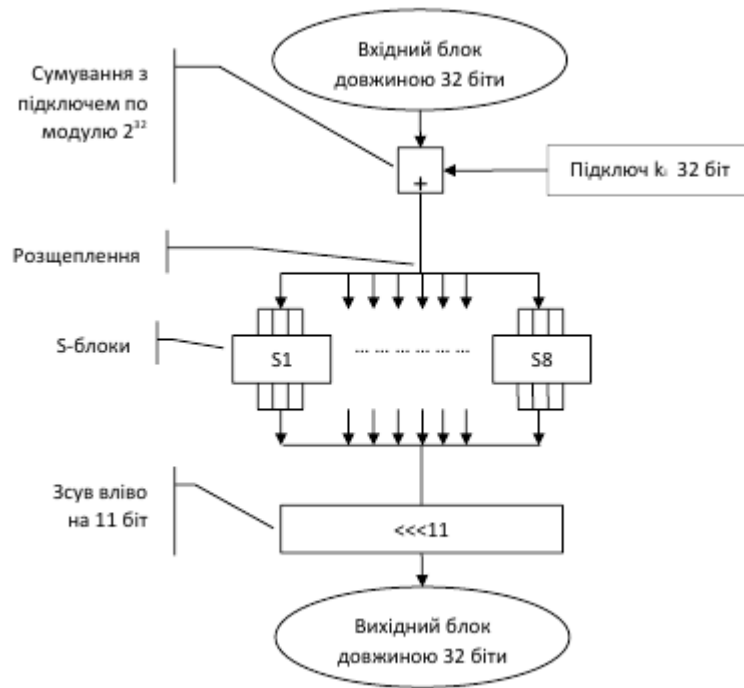 Вхідний блок
довжиною 32 біти
Сумування з
підключем по
модулю 2³²
+
Підключ kᵢ 32 біт
Розщеплення
S-блоки
S1
... ... ... ... ... ...
S8
Зсув вліво
на 11 біт
<<<11
Вихідний блок
довжиною 32 біти